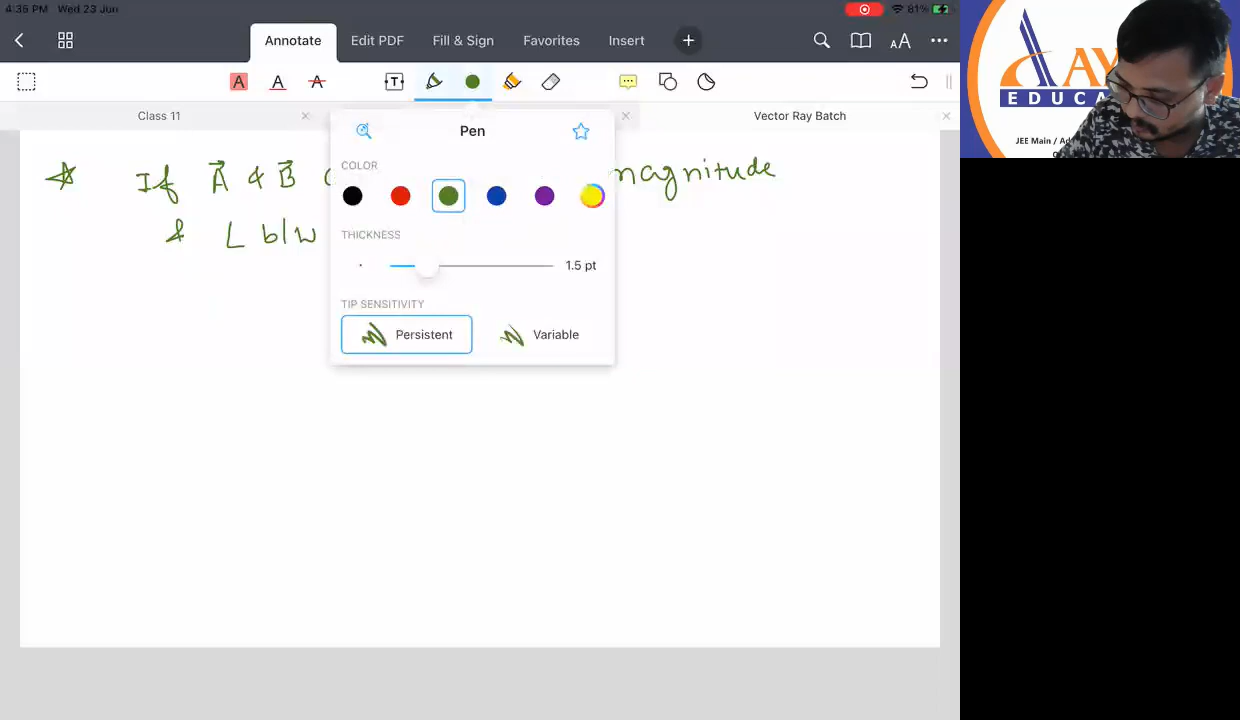 4:35 PM Wed 23 Jun
81%
Annotate Edit PDF Fill & Sign Favorites Insert
Class 11
Vector Ray Batch
Pen
COLOR
THICKNESS
1.5 pt
TIP SENSITIVITY
Persistent Variable
If A⃗ & B⃗ magnitude
& L b/w
AY
EDUCA
JEE Main / Ad